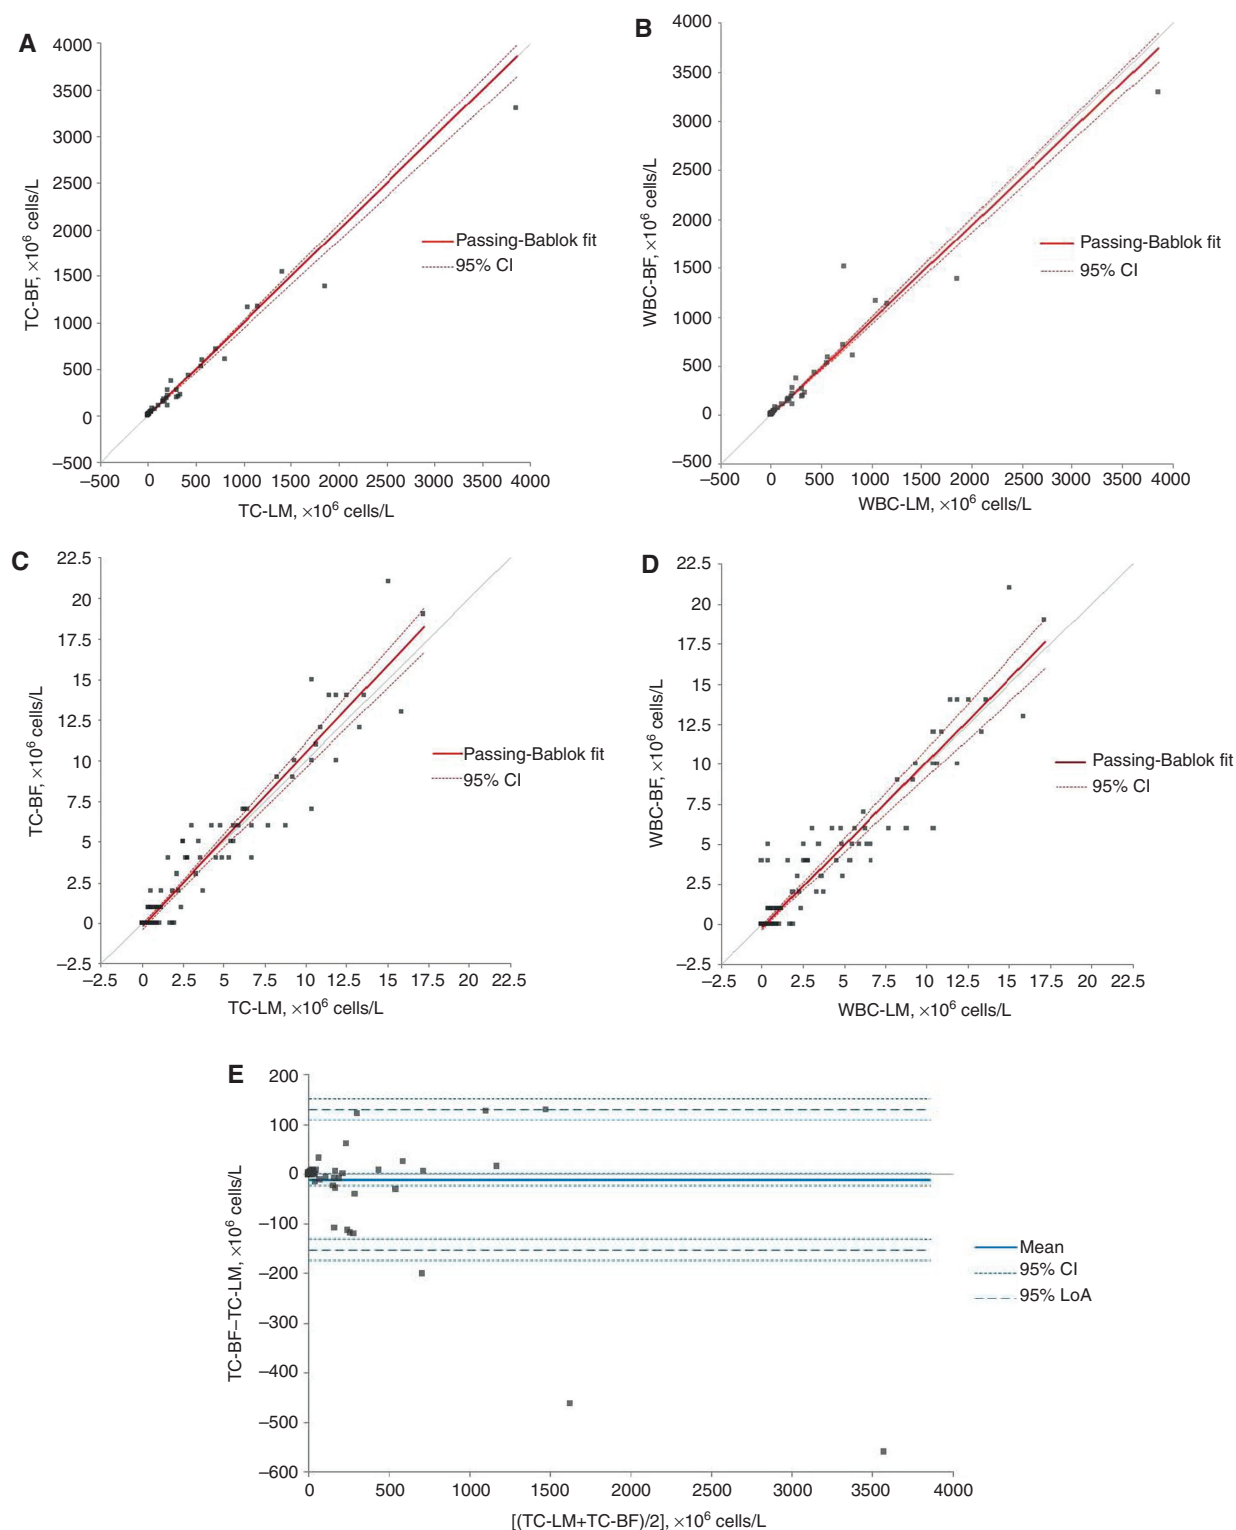 A
TC-BF, ×10⁶ cells/L
4000
3500
3000
2500
2000
1500
1000
500
0
–500
–500 0 500 1000 1500 2000 2500 3000 3500 4000
TC-LM, ×10⁶ cells/L
Passing-Bablok fit
95% CI
B
WBC-BF, ×10⁶ cells/L
4000
3500
3000
2500
2000
1500
1000
500
0
–500
–500 0 500 1000 1500 2000 2500 3000 3500 4000
WBC-LM, ×10⁶ cells/L
Passing-Bablok fit
95% CI
C
TC-BF, ×10⁶ cells/L
22.5
20
17.5
15
12.5
10
7.5
5
2.5
0
–2.5
–2.5 0 2.5 5 7.5 10 12.5 15 17.5 20 22.5
TC-LM, ×10⁶ cells/L
Passing-Bablok fit
95% CI
D
WBC-BF, ×10⁶ cells/L
22.5
20
17.5
15
12.5
10
7.5
5
2.5
0
–2.5
–2.5 0 2.5 5 7.5 10 12.5 15 17.5 20 22.5
WBC-LM, ×10⁶ cells/L
Passing-Bablok fit
95% CI
E
TC-BF–TC-LM, ×10⁶ cells/L
200
100
0
–100
–200
–300
–400
–500
–600
0 500 1000 1500 2000 2500 3000 3500 4000
[(TC-LM+TC-BF)/2], ×10⁶ cells/L
Mean
95% CI
95% LoA